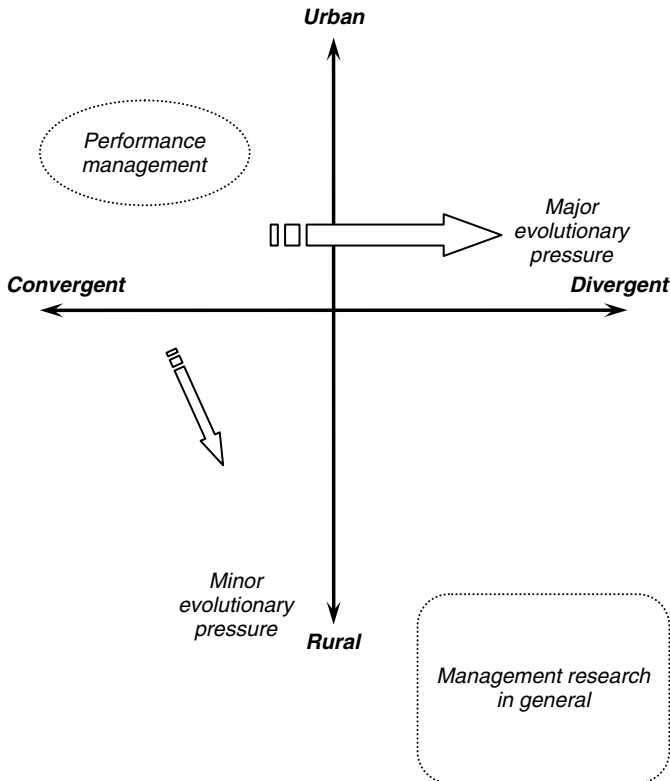 Urban
Performance
management
Major
evolutionary
pressure
Convergent
Divergent
Minor
evolutionary
pressure
Rural
Management research
in general